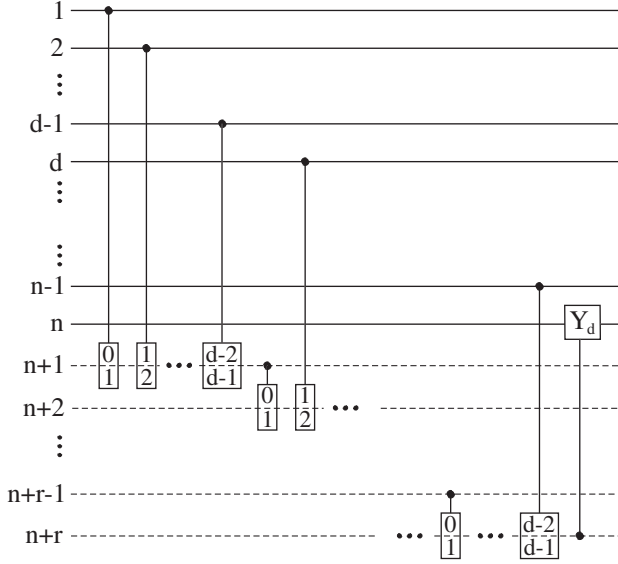 1
2
⋮
d-1
d
⋮
⋮
n-1
n Y_d
n+1 0 1 1 2 ... d-2 d-1
n+2 0 1 1 2 ...
⋮
n+r-1
n+r ... 0 1 ... d-2 d-1